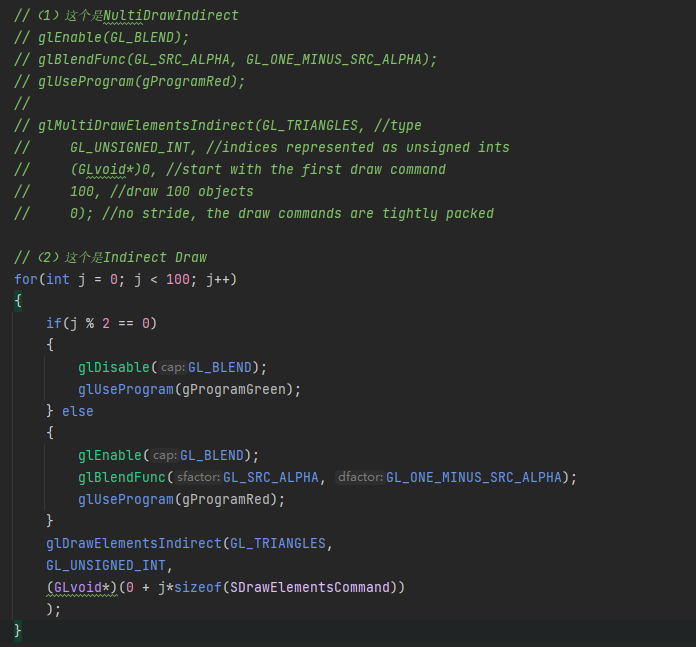 //（1）这个是NultiDrawIndirect
// glEnable(GL_BLEND);
// glBlendFunc(GL_SRC_ALPHA, GL_ONE_MINUS_SRC_ALPHA);
// glUseProgram(gProgramRed);
//
// glMultiDrawElementsIndirect(GL_TRIANGLES, //type
//     GL_UNSIGNED_INT, //indices represented as unsigned ints
//     (GLvoid*)0, //start with the first draw command
//     100, //draw 100 objects
//     0); //no stride, the draw commands are tightly packed
//（2）这个是Indirect Draw
for(int j = 0; j < 100; j++)
{
    if(j % 2 == 0)
    {
        glDisable( cap: GL_BLEND);
        glUseProgram(gProgramGreen);
    } else
    {
        glEnable( cap: GL_BLEND);
        glBlendFunc( sfactor: GL_SRC_ALPHA, dfactor: GL_ONE_MINUS_SRC_ALPHA);
        glUseProgram(gProgramRed);
    }
    glDrawElementsIndirect(GL_TRIANGLES,
    GL_UNSIGNED_INT,
    (GLvoid*)(0 + j*sizeof(SDrawElementsCommand))
    );
}